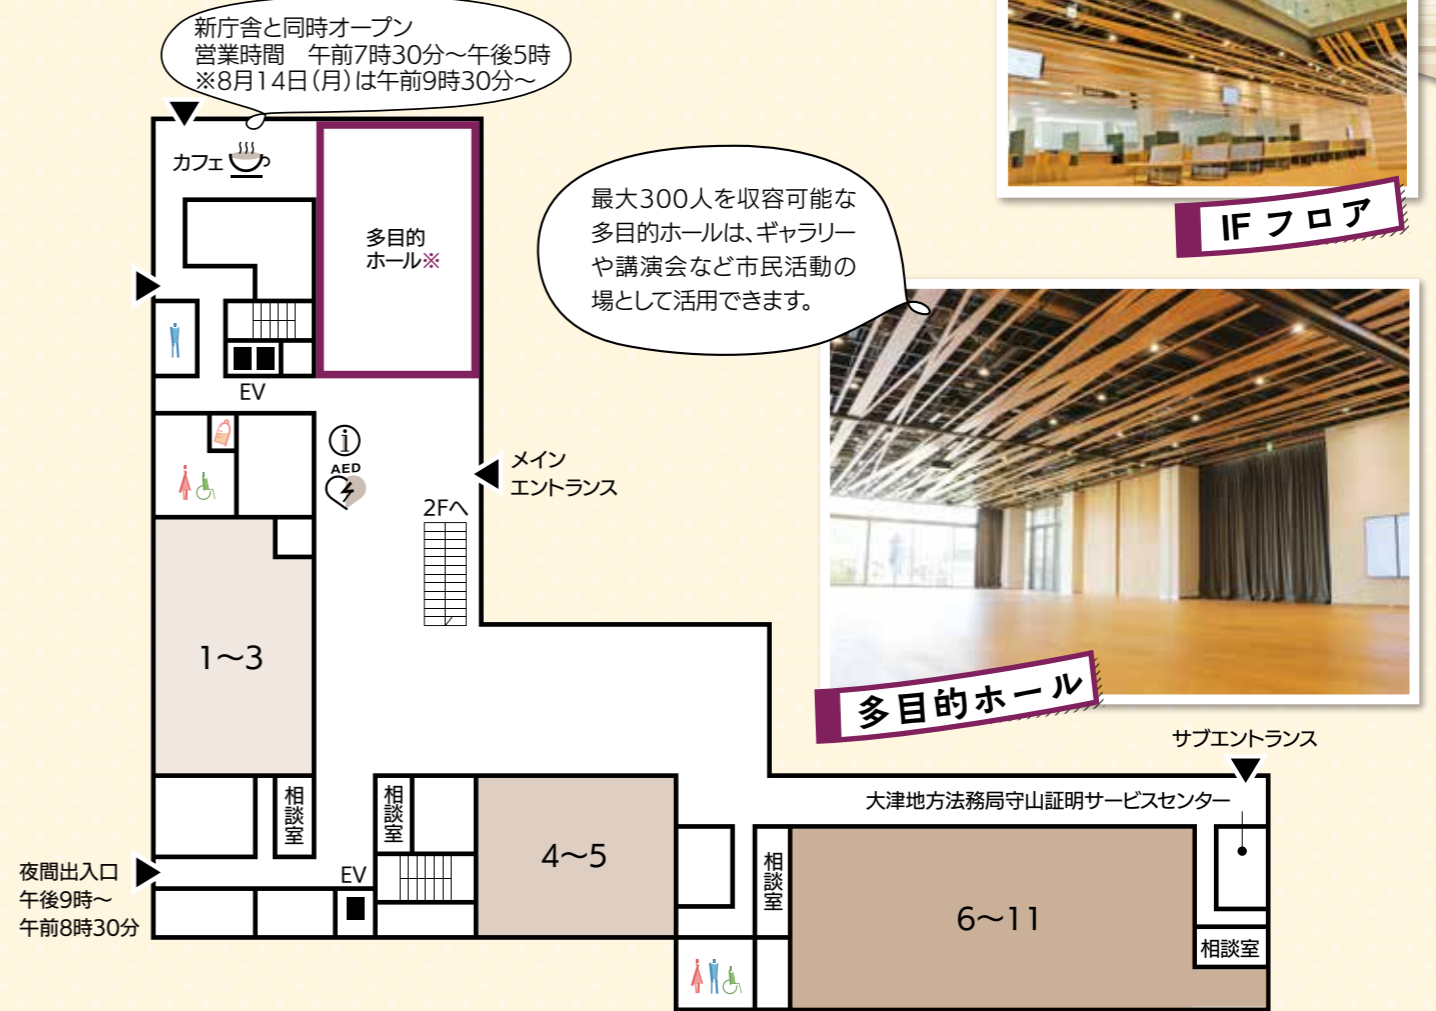 新庁舎と同時オープン
営業時間　午前7時30分～午後5時
※8月14日(月)は午前9時30分～
カフェ
多目的
ホール※
最大300人を収容可能な
多目的ホールは、ギャラリー
や講演会など市民活動の
場として活用できます。
IFフロア
EV
i
AED
メイン
エントランス
2Fへ
多目的ホール
1～3
サブエントランス
大津地方法務局守山証明サービスセンター
相談室
相談室
4～5
相談室
6～11
相談室
夜間出入口
午後9時～
午前8時30分
EV